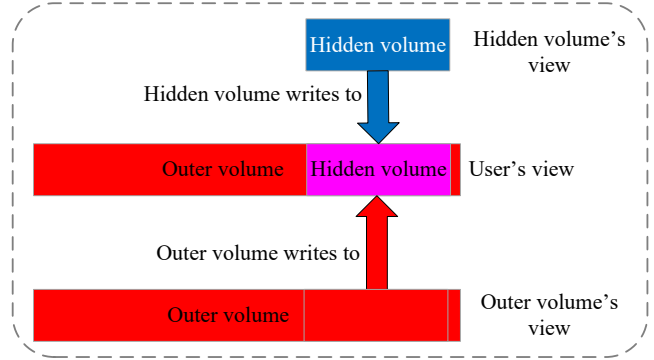 Hidden volume
Hidden volume's
view
Hidden volume writes to
Outer volume
Hidden volume
User's view
Outer volume writes to
Outer volume
Outer volume's
view